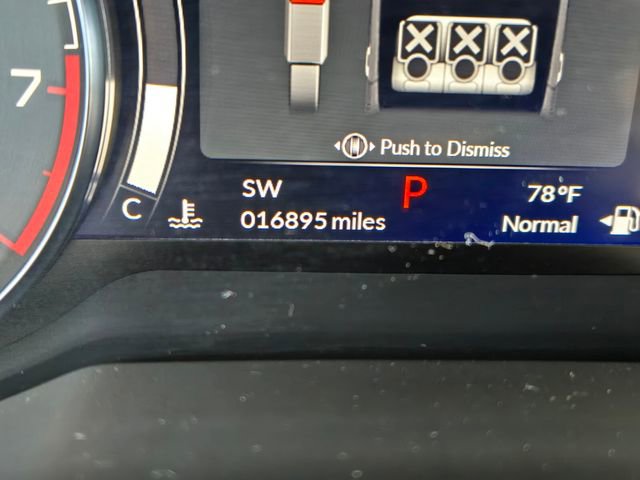 7
Push to Dismiss
SW
P
78°F
C
016895 miles
Normal